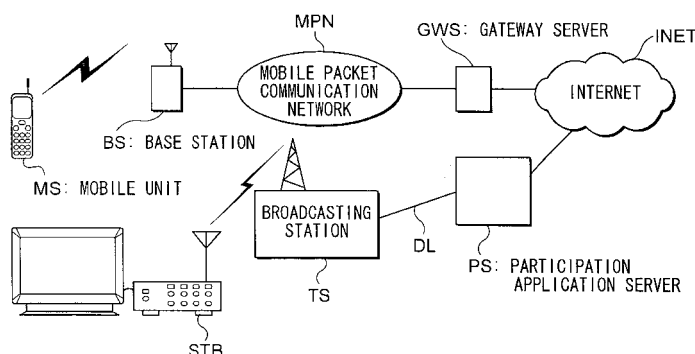 MPN
GWS: GATEWAY SERVER
INET
MOBILE PACKET
COMMUNICATION
NETWORK
INTERNET
BS: BASE STATION
MS: MOBILE UNIT
BROADCASTING
STATION
DL
PS: PARTICIPATION
APPLICATION SERVER
TS
STB